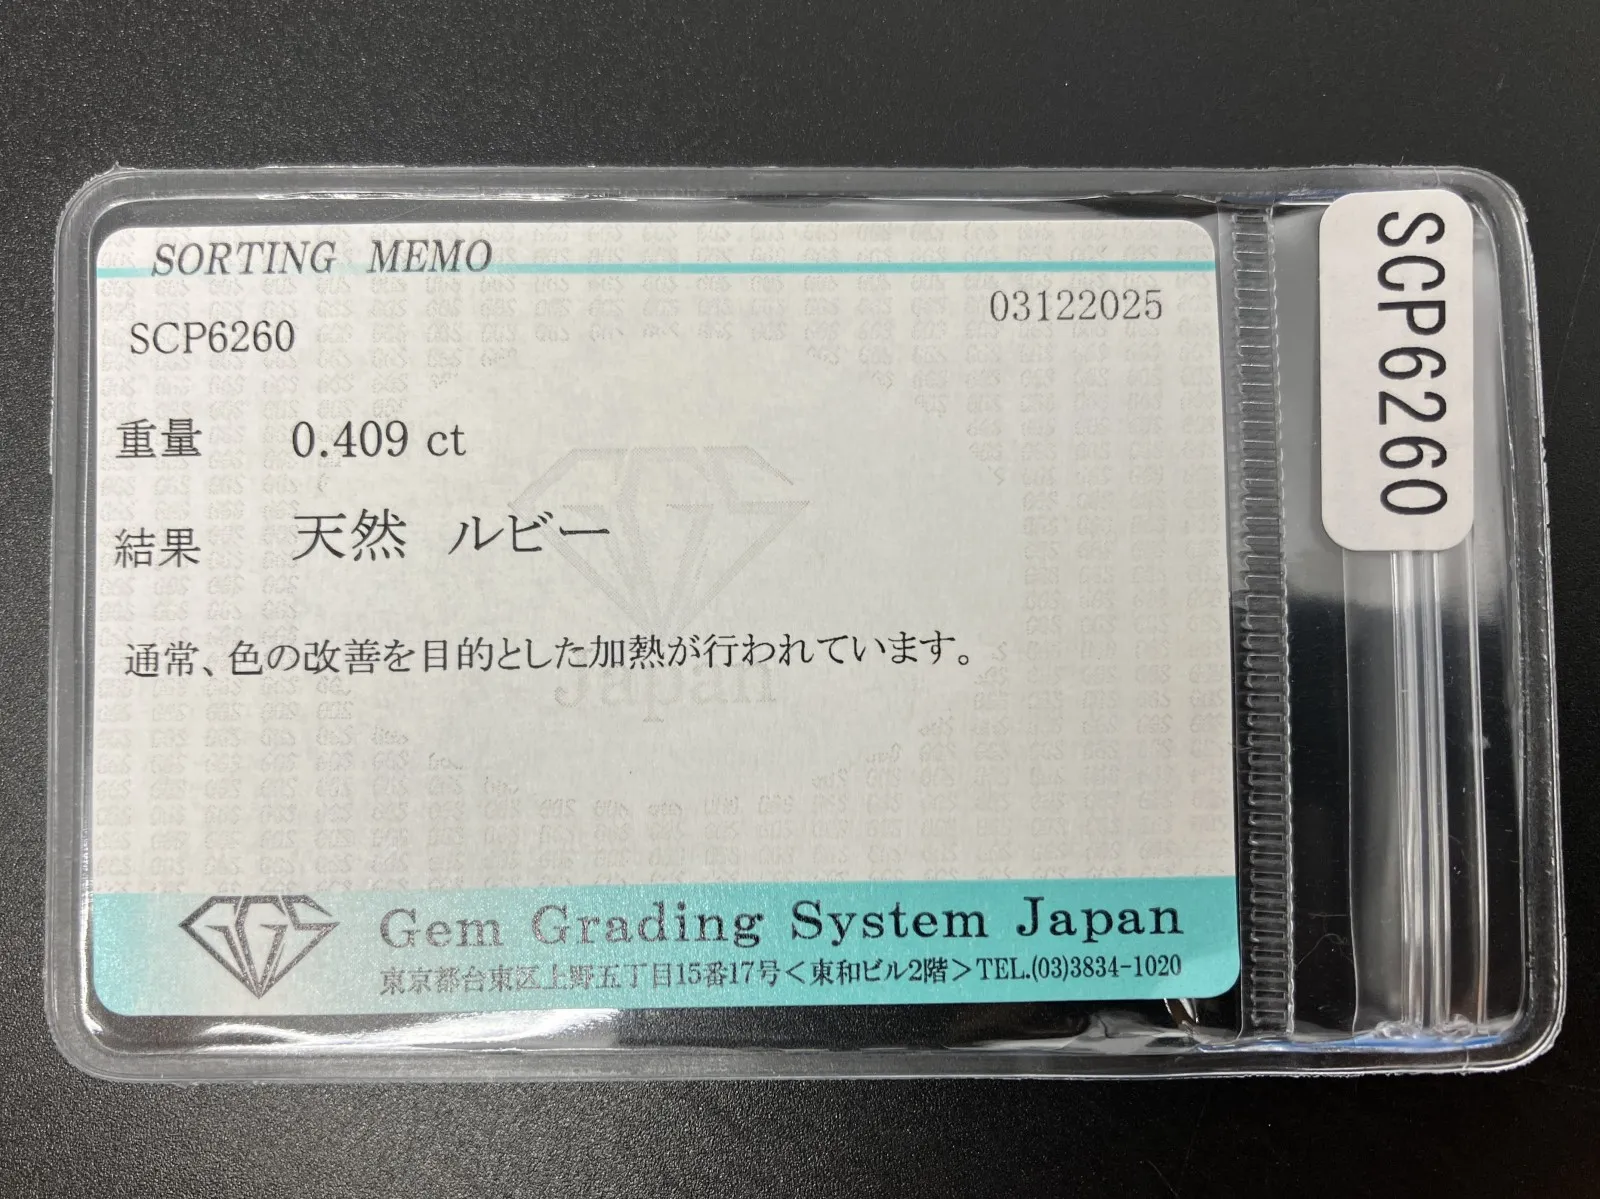 SORTING MEMO
03122025
SCP6260
重量 0.409 ct
結果 天然 ルビー
通常、色の改善を目的とした加熱が行われています。
Japan
GGS Gem Grading System Japan
東京都台東区上野五丁目15番17号<東和ビル2階>TEL.(03)3834-1020
SCP6260